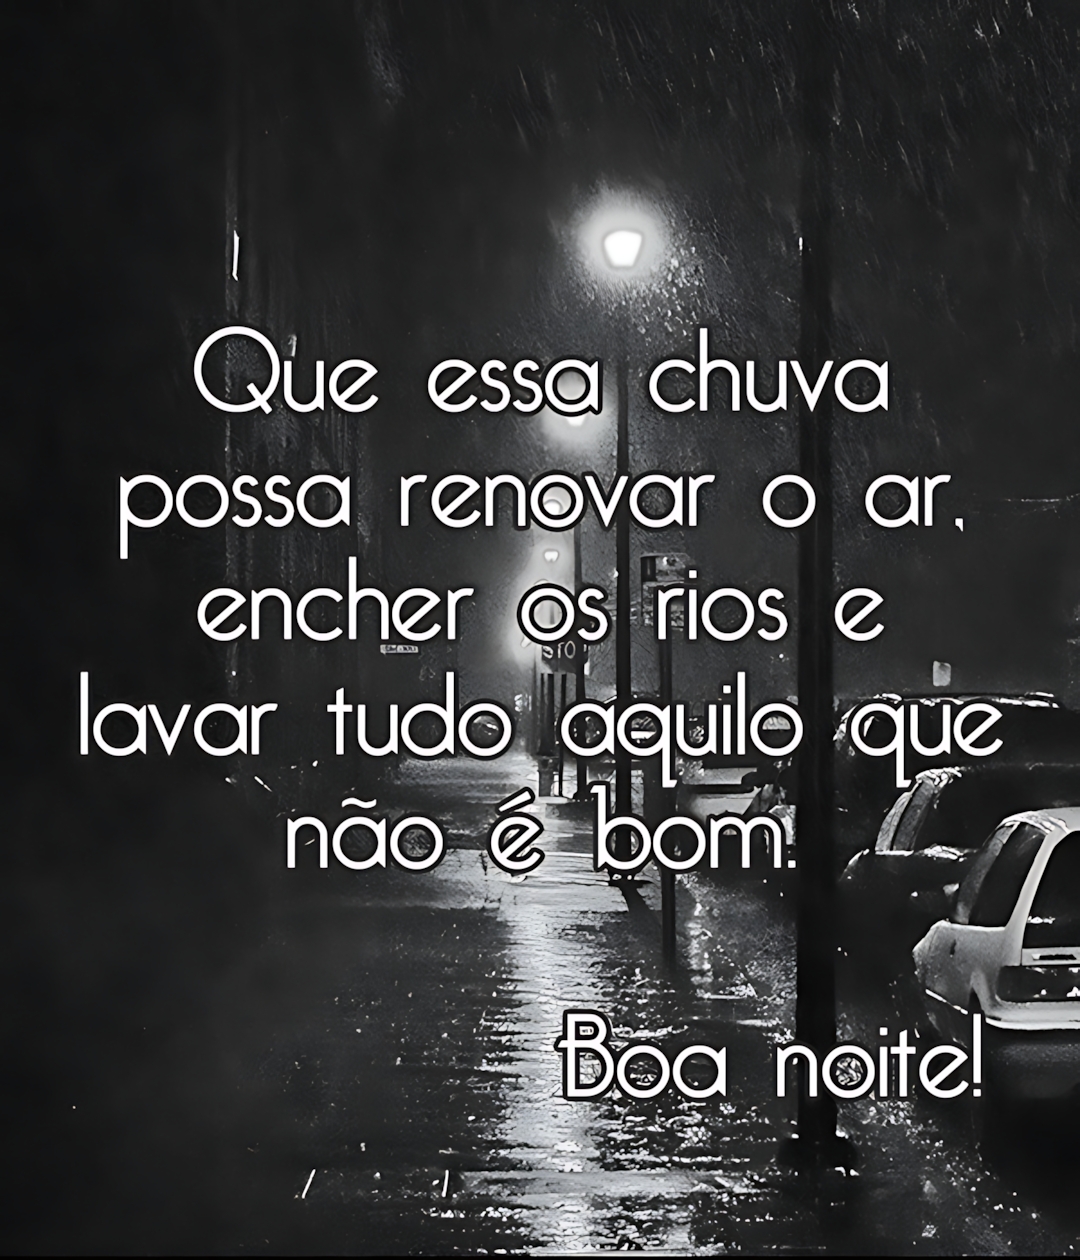 Que essa chuva
possa renovar o ar,
encher os rios e
lavar tudo aquilo que
não é bom.
Boa noite!